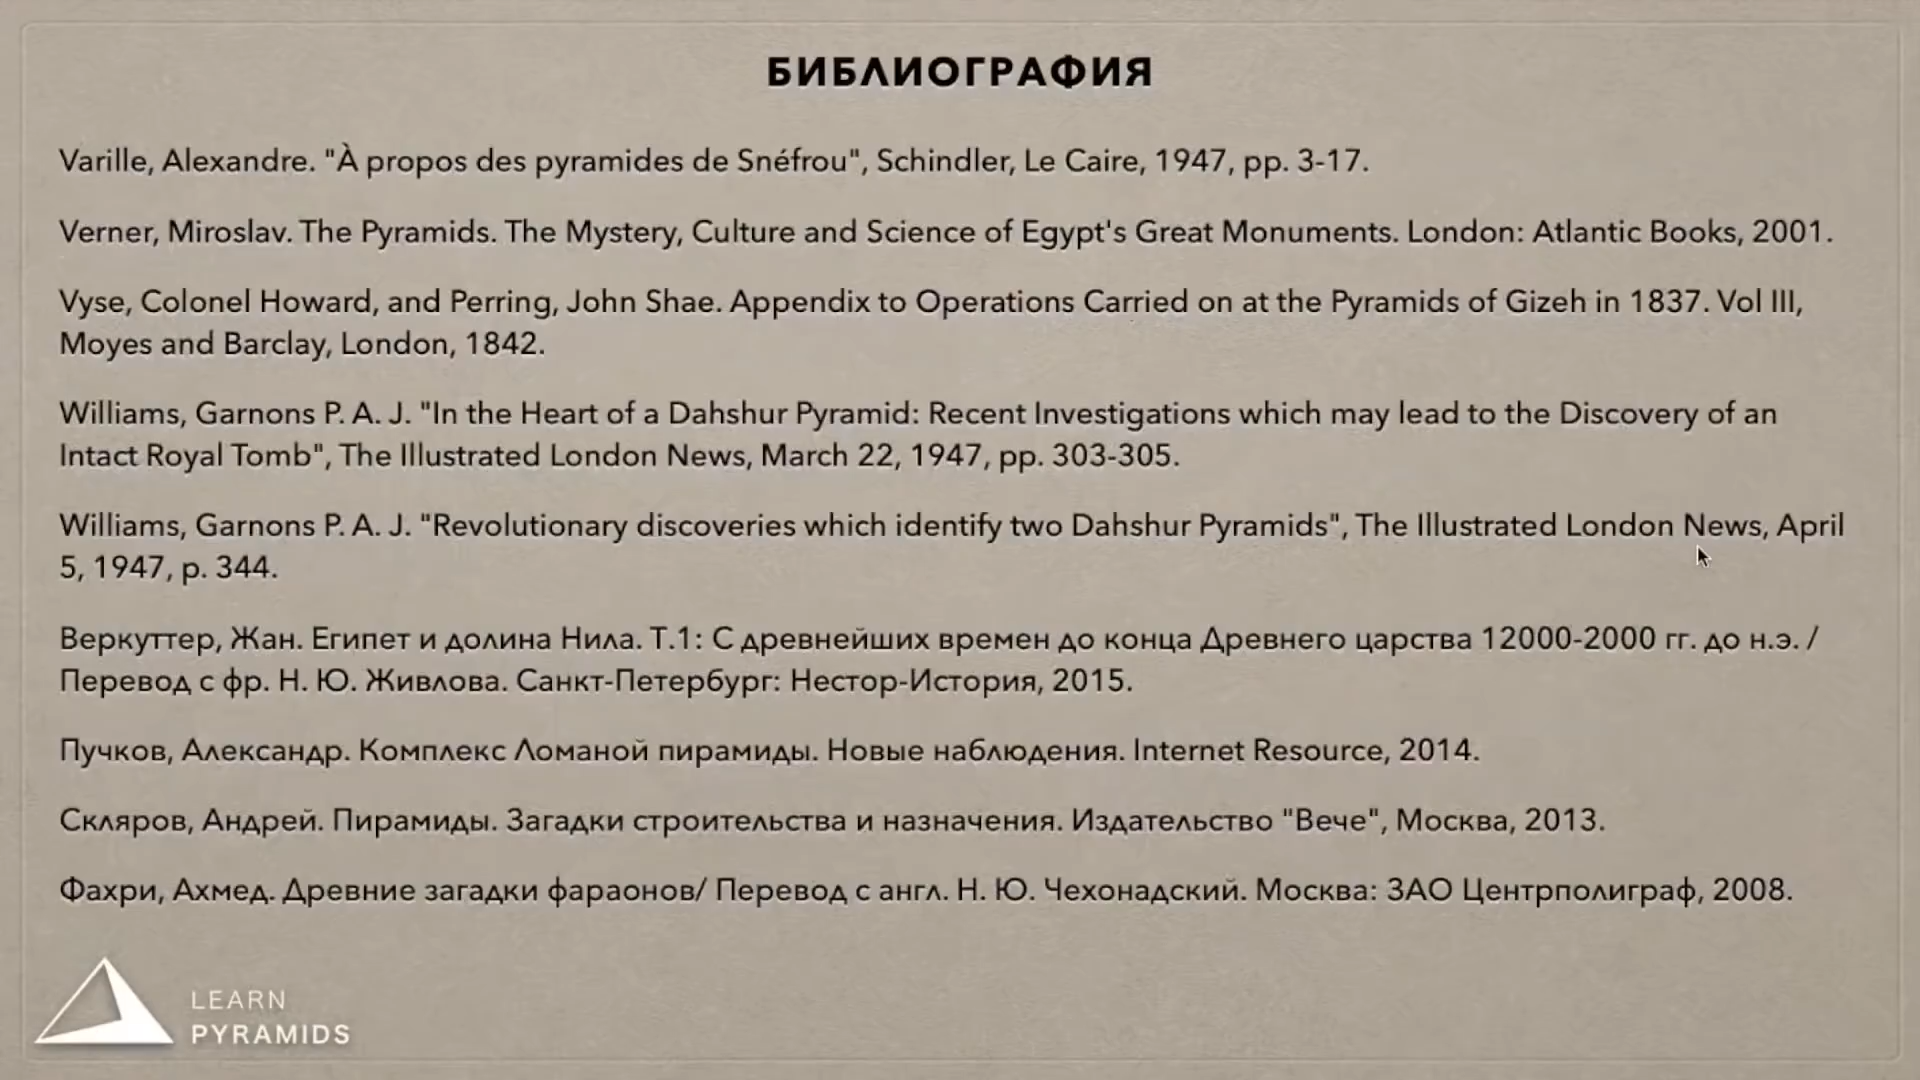 БИБЛИОГРАФИЯ
Varille, Alexandre. "À propos des pyramides de Snéfrou", Schindler, Le Caire, 1947, pp. 3-17.
Verner, Miroslav. The Pyramids. The Mystery, Culture and Science of Egypt's Great Monuments. London: Atlantic Books, 2001.
Vyse, Colonel Howard, and Perring, John Shae. Appendix to Operations Carried on at the Pyramids of Gizeh in 1837. Vol III,
Moyes and Barclay, London, 1842.
Williams, Garnons P. A. J. "In the Heart of a Dahshur Pyramid: Recent Investigations which may lead to the Discovery of an
Intact Royal Tomb", The Illustrated London News, March 22, 1947, pp. 303-305.
Williams, Garnons P. A. J. "Revolutionary discoveries which identify two Dahshur Pyramids", The Illustrated London News, April
5, 1947, p. 344.
Веркуттер, Жан. Египет и долина Нила. Т.1: С древнейших времен до конца Древнего царства 12000-2000 гг. до н.э. /
Перевод с фр. Н. Ю. Живлова. Санкт-Петербург: Нестор-История, 2015.
Пучков, Александр. Комплекс Ломаной пирамиды. Новые наблюдения. Internet Resource, 2014.
Скляров, Андрей. Пирамиды. Загадки строительства и назначения. Издательство "Вече", Москва, 2013.
Фахри, Ахмед. Древние загадки фараонов/ Перевод с англ. Н. Ю. Чехонадский. Москва: ЗАО Центрполиграф, 2008.
LEARN
PYRAMIDS